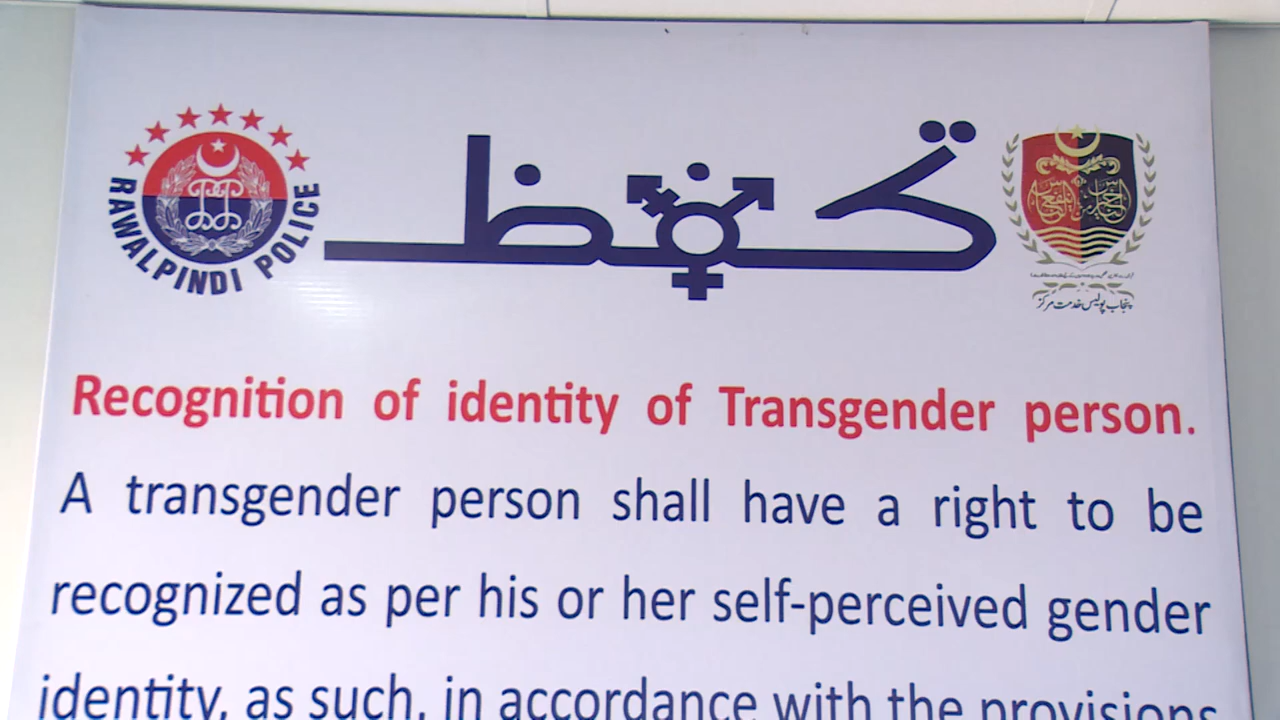 RAWALPINDI POLICE
تحفظ
پنجاب پولیس خدمت مرکز
Recognition of identity of Transgender person.
A transgender person shall have a right to be
recognized as per his or her self-perceived gender
identity, as such, in accordance with the provisions